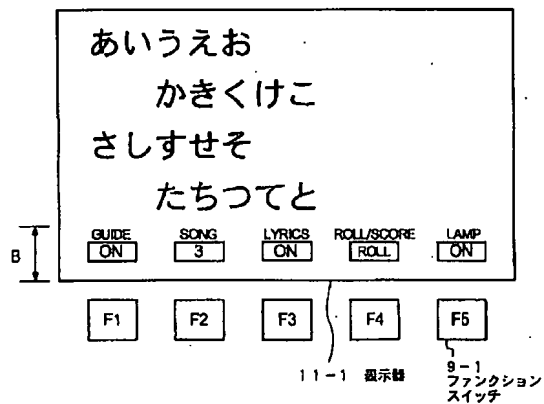 あいうえお
かきくけこ
さしすせそ
たちつてと
GUIDE SONG LYRICS ROLL/SCORE LAMP
ON 3 ON ROLL ON
B
F1 F2 F3 F4 F5
11-1 表示器
9-1
ファンクション
スイッチ